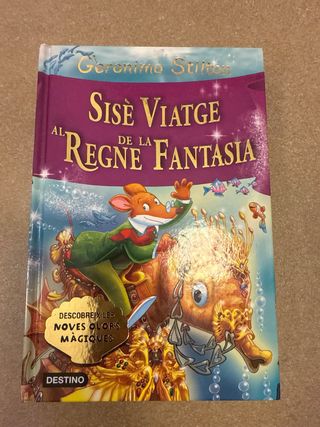 Geronimo Stilton
SISÈ VIATGE
AL REGNE DE LA FANTASIA
DESCOBREIX LES
NOVES OLORS
MÀGIQUES
DESTINO